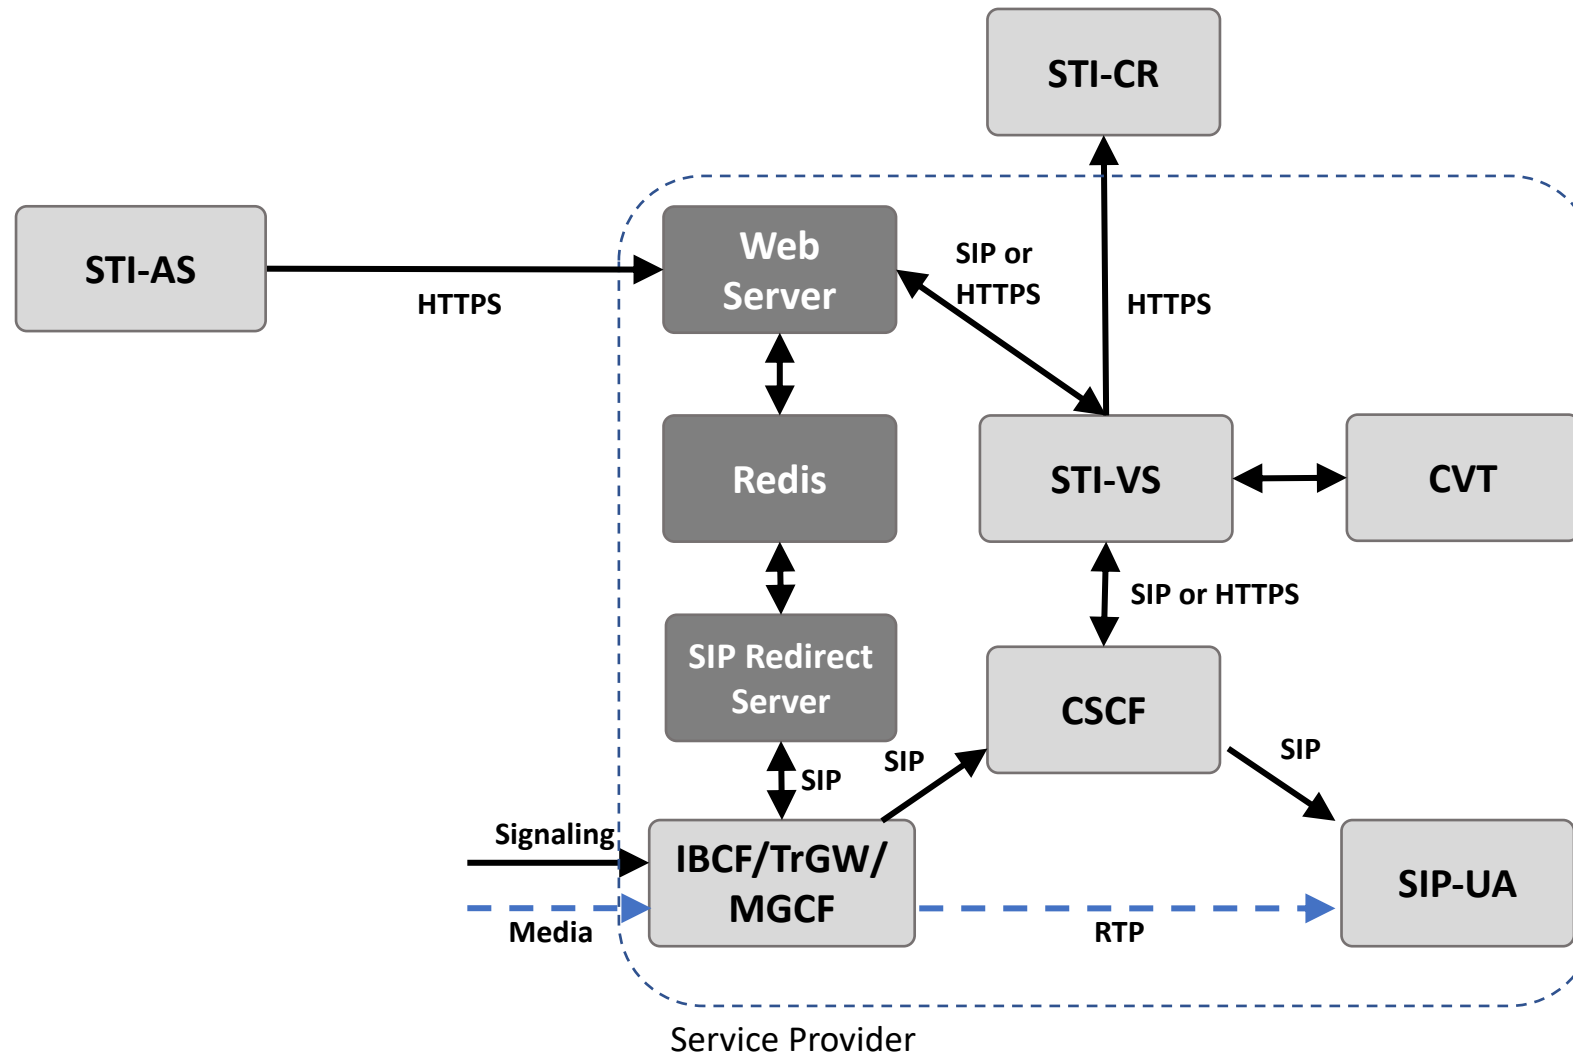 STI-CR
STI-AS
HTTPS
Web
Server
SIP or
HTTPS
HTTPS
Redis
STI-VS
CVT
SIP or HTTPS
SIP Redirect
Server
CSCF
SIP
SIP
SIP
Signaling
IBCF/TrGW/
MGCF
SIP-UA
Media
RTP
Service Provider